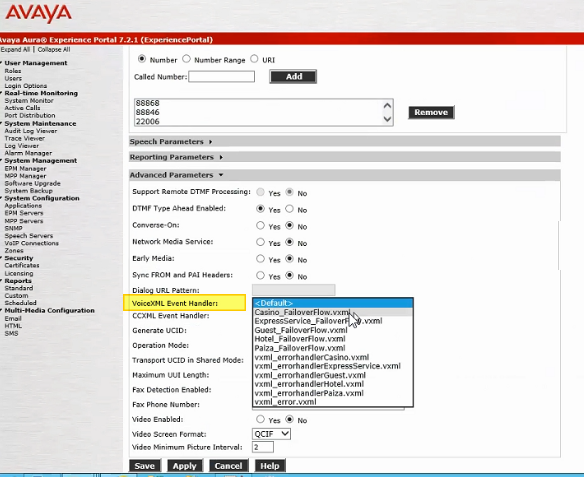 AVAYA
Avaya Aura® Experience Portal 7.2.1 (ExperiencePortal)
Expand All | Collapse All
User Management
Roles
Users
Login Options
Real-time Monitoring
System Monitor
Active Calls
Port Distribution
System Maintenance
Audit Log Viewer
Trace Viewer
Log Viewer
Alarm Manager
System Management
EPM Manager
MPP Manager
Software Upgrade
System Backup
System Configuration
Applications
EPM Servers
MPP Servers
SNMP
Speech Servers
VoIP Connections
Zones
Security
Certificates
Licensing
Reports
Standard
Custom
Scheduled
Multi-Media Configuration
Email
HTML
SMS
Number Number Range URI
Called Number: Add
88868
88846
22006
Remove
Speech Parameters
Reporting Parameters
Advanced Parameters
Support Remote DTMF Processing: Yes No
DTMF Type Ahead Enabled: Yes No
Converse-On: Yes No
Network Media Service: Yes No
Early Media: Yes No
Sync FROM and PAI Headers: Yes No
Dialog URL Pattern:
VoiceXML Event Handler:
CCXML Event Handler:
Generate UCID:
Operation Mode:
Transport UCID in Shared Mode:
Maximum UUI Length:
Fax Detection Enabled:
Fax Phone Number:
<Default>
Casino_FailoverFlow.vxml
ExpressService_FailoverFlow.vxml
Guest_FailoverFlow.vxml
Hotel_FailoverFlow.vxml
Paiza_FailoverFlow.vxml
vxml_errorhandlerCasino.vxml
vxml_errorhandlerExpressService.vxml
vxml_errorhandlerGuest.vxml
vxml_errorhandlerHotel.vxml
vxml_errorhandlerPaiza.vxml
vxml_error.vxml
Video Enabled: Yes No
Video Screen Format: QCIF
Video Minimum Picture Interval: 2
Save Apply Cancel Help